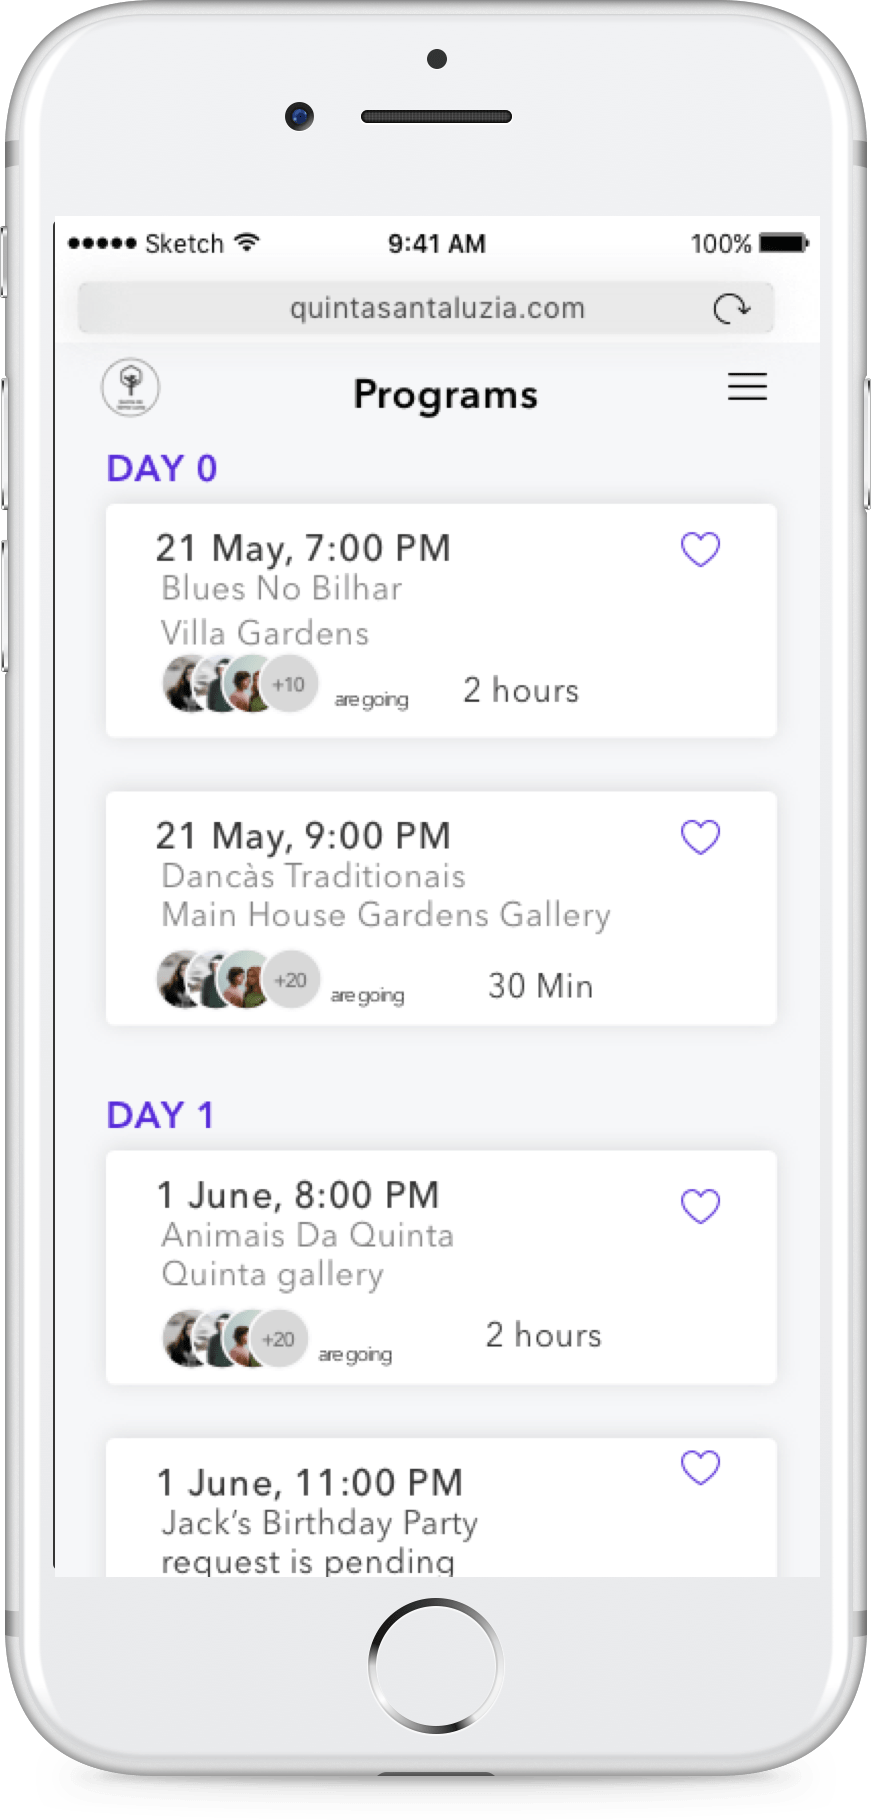 Sketch 9:41 AM 100%
quintasantaluzia.com
Programs
DAY 0
21 May, 7:00 PM
Blues No Bilhar
Villa Gardens
+10 are going 2 hours
21 May, 9:00 PM
Dancàs Traditionais
Main House Gardens Gallery
+20 are going 30 Min
DAY 1
1 June, 8:00 PM
Animais Da Quinta
Quinta gallery
+20 are going 2 hours
1 June, 11:00 PM
Jack’s Birthday Party
request is pending